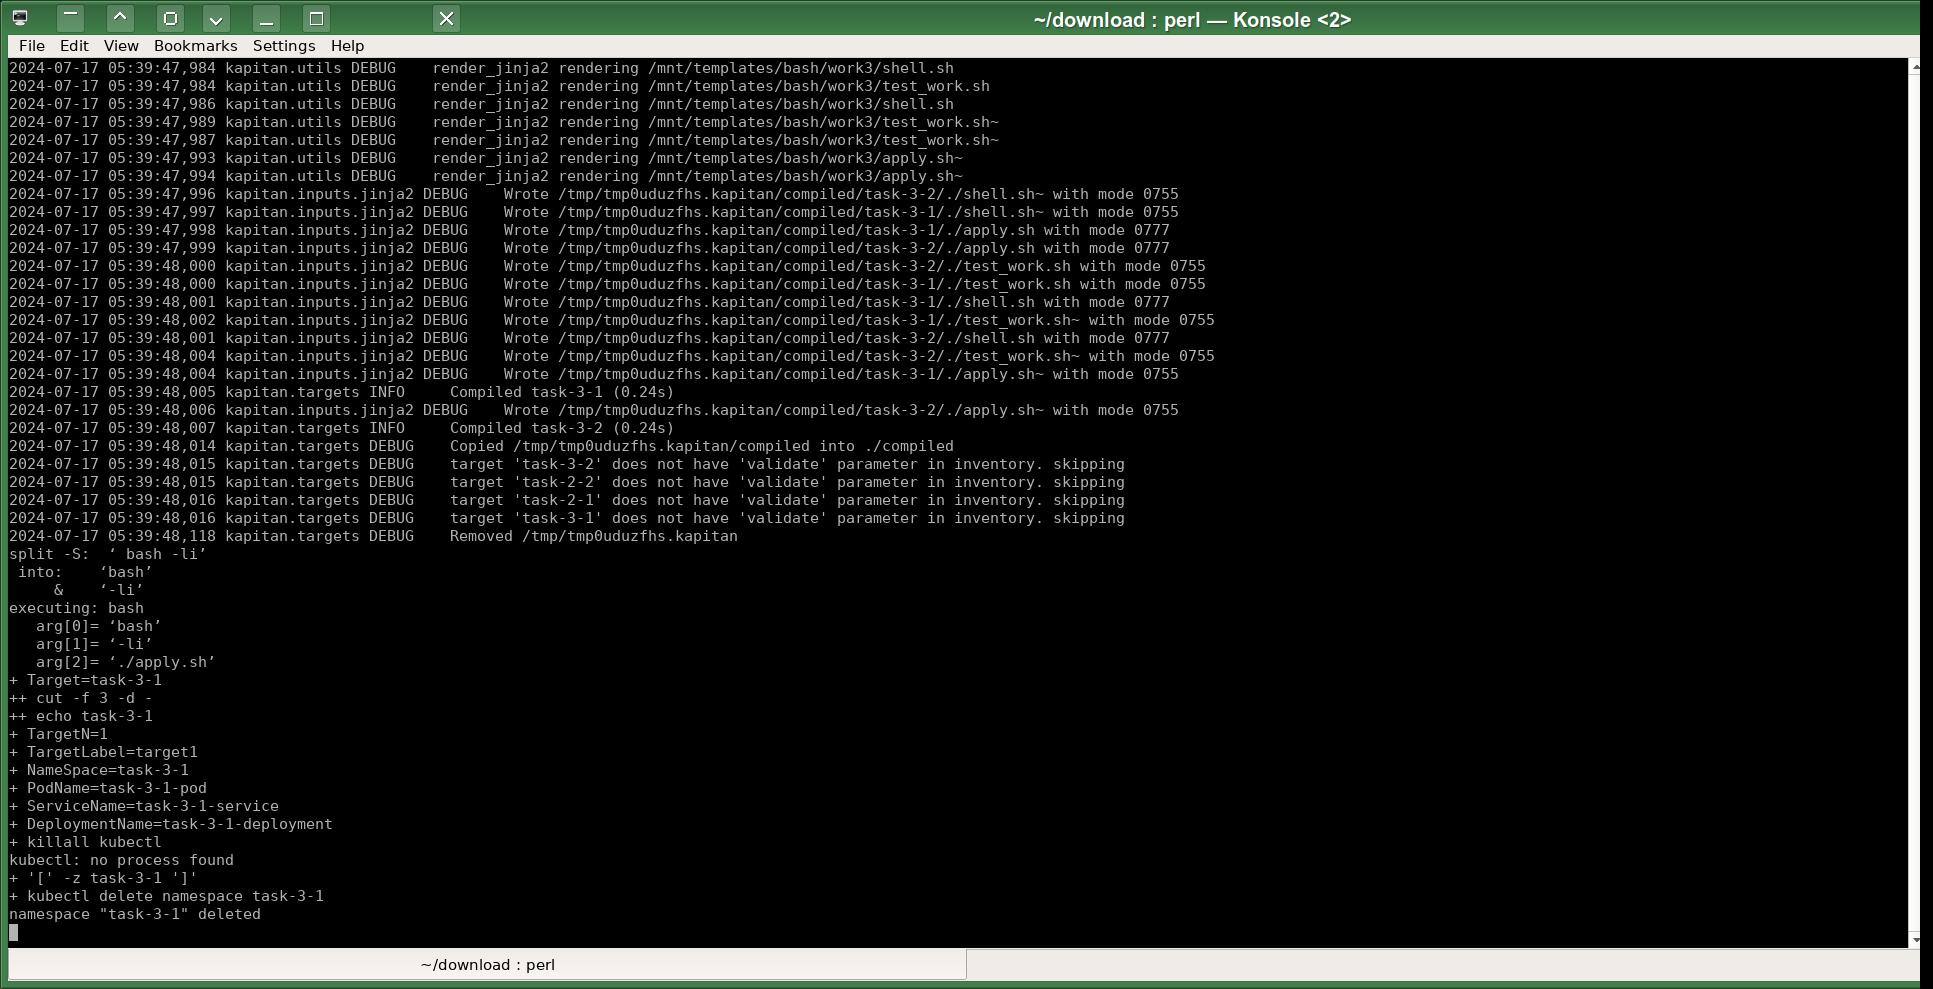 ~/download : perl — Konsole <2>
File Edit View Bookmarks Settings Help
2024-07-17 05:39:47,984 kapitan.utils DEBUG    render_jinja2 rendering /mnt/templates/bash/work3/shell.sh
2024-07-17 05:39:47,984 kapitan.utils DEBUG    render_jinja2 rendering /mnt/templates/bash/work3/test_work.sh
2024-07-17 05:39:47,986 kapitan.utils DEBUG    render_jinja2 rendering /mnt/templates/bash/work3/shell.sh
2024-07-17 05:39:47,989 kapitan.utils DEBUG    render_jinja2 rendering /mnt/templates/bash/work3/test_work.sh~
2024-07-17 05:39:47,987 kapitan.utils DEBUG    render_jinja2 rendering /mnt/templates/bash/work3/test_work.sh~
2024-07-17 05:39:47,993 kapitan.utils DEBUG    render_jinja2 rendering /mnt/templates/bash/work3/apply.sh~
2024-07-17 05:39:47,994 kapitan.utils DEBUG    render_jinja2 rendering /mnt/templates/bash/work3/apply.sh~
2024-07-17 05:39:47,996 kapitan.inputs.jinja2 DEBUG    Wrote /tmp/tmp0uduzfhs.kapitan/compiled/task-3-2/./shell.sh~ with mode 0755
2024-07-17 05:39:47,997 kapitan.inputs.jinja2 DEBUG    Wrote /tmp/tmp0uduzfhs.kapitan/compiled/task-3-1/./shell.sh~ with mode 0755
2024-07-17 05:39:47,998 kapitan.inputs.jinja2 DEBUG    Wrote /tmp/tmp0uduzfhs.kapitan/compiled/task-3-1/./apply.sh with mode 0777
2024-07-17 05:39:47,999 kapitan.inputs.jinja2 DEBUG    Wrote /tmp/tmp0uduzfhs.kapitan/compiled/task-3-2/./apply.sh with mode 0777
2024-07-17 05:39:48,000 kapitan.inputs.jinja2 DEBUG    Wrote /tmp/tmp0uduzfhs.kapitan/compiled/task-3-2/./test_work.sh with mode 0755
2024-07-17 05:39:48,000 kapitan.inputs.jinja2 DEBUG    Wrote /tmp/tmp0uduzfhs.kapitan/compiled/task-3-1/./test_work.sh with mode 0755
2024-07-17 05:39:48,001 kapitan.inputs.jinja2 DEBUG    Wrote /tmp/tmp0uduzfhs.kapitan/compiled/task-3-1/./shell.sh with mode 0777
2024-07-17 05:39:48,002 kapitan.inputs.jinja2 DEBUG    Wrote /tmp/tmp0uduzfhs.kapitan/compiled/task-3-1/./test_work.sh~ with mode 0755
2024-07-17 05:39:48,001 kapitan.inputs.jinja2 DEBUG    Wrote /tmp/tmp0uduzfhs.kapitan/compiled/task-3-2/./shell.sh with mode 0777
2024-07-17 05:39:48,004 kapitan.inputs.jinja2 DEBUG    Wrote /tmp/tmp0uduzfhs.kapitan/compiled/task-3-2/./test_work.sh~ with mode 0755
2024-07-17 05:39:48,004 kapitan.inputs.jinja2 DEBUG    Wrote /tmp/tmp0uduzfhs.kapitan/compiled/task-3-1/./apply.sh~ with mode 0755
2024-07-17 05:39:48,005 kapitan.targets INFO     Compiled task-3-1 (0.24s)
2024-07-17 05:39:48,006 kapitan.inputs.jinja2 DEBUG    Wrote /tmp/tmp0uduzfhs.kapitan/compiled/task-3-2/./apply.sh~ with mode 0755
2024-07-17 05:39:48,007 kapitan.targets INFO     Compiled task-3-2 (0.24s)
2024-07-17 05:39:48,014 kapitan.targets DEBUG    Copied /tmp/tmp0uduzfhs.kapitan/compiled into ./compiled
2024-07-17 05:39:48,015 kapitan.targets DEBUG    target 'task-3-2' does not have 'validate' parameter in inventory. skipping
2024-07-17 05:39:48,015 kapitan.targets DEBUG    target 'task-2-2' does not have 'validate' parameter in inventory. skipping
2024-07-17 05:39:48,016 kapitan.targets DEBUG    target 'task-2-1' does not have 'validate' parameter in inventory. skipping
2024-07-17 05:39:48,016 kapitan.targets DEBUG    target 'task-3-1' does not have 'validate' parameter in inventory. skipping
2024-07-17 05:39:48,118 kapitan.targets DEBUG    Removed /tmp/tmp0uduzfhs.kapitan
split -S:  ‘ bash -li’
 into:    ‘bash’
     &    ‘-li’
executing: bash
   arg[0]= ‘bash’
   arg[1]= ‘-li’
   arg[2]= ‘./apply.sh’
+ Target=task-3-1
++ cut -f 3 -d -
++ echo task-3-1
+ TargetN=1
+ TargetLabel=target1
+ NameSpace=task-3-1
+ PodName=task-3-1-pod
+ ServiceName=task-3-1-service
+ DeploymentName=task-3-1-deployment
+ killall kubectl
kubectl: no process found
+ '[' -z task-3-1 ']'
+ kubectl delete namespace task-3-1
namespace "task-3-1" deleted
~/download : perl